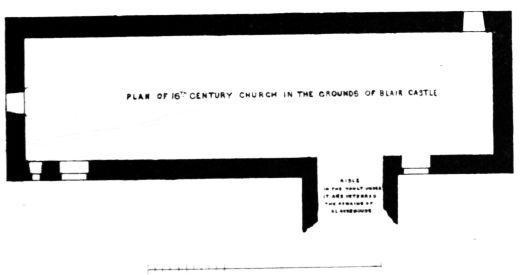 PLAN OF 16TH CENTURY CHURCH IN THE GROUNDS OF BLAIR CASTLE
AISLE
IN THE VAULT UNDER
IT ARE INTERRED
THE REMAINS OF
CLAVERHOUSE